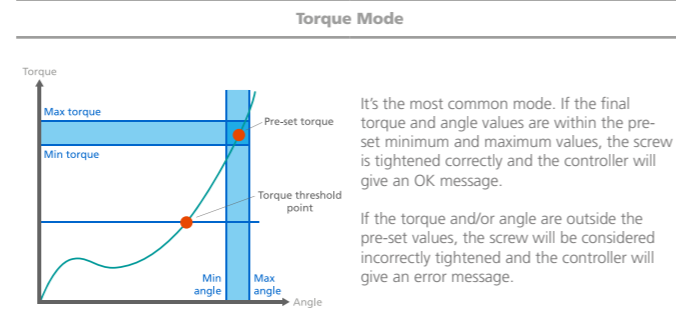 Torque Mode
Torque
Max torque
Min torque
Pre-set torque
Torque threshold
point
Min
angle
Max
angle
Angle
It's the most common mode. If the final
torque and angle values are within the pre-
set minimum and maximum values, the screw
is tightened correctly and the controller will
give an OK message.
If the torque and/or angle are outside the
pre-set values, the screw will be considered
incorrectly tightened and the controller will
give an error message.